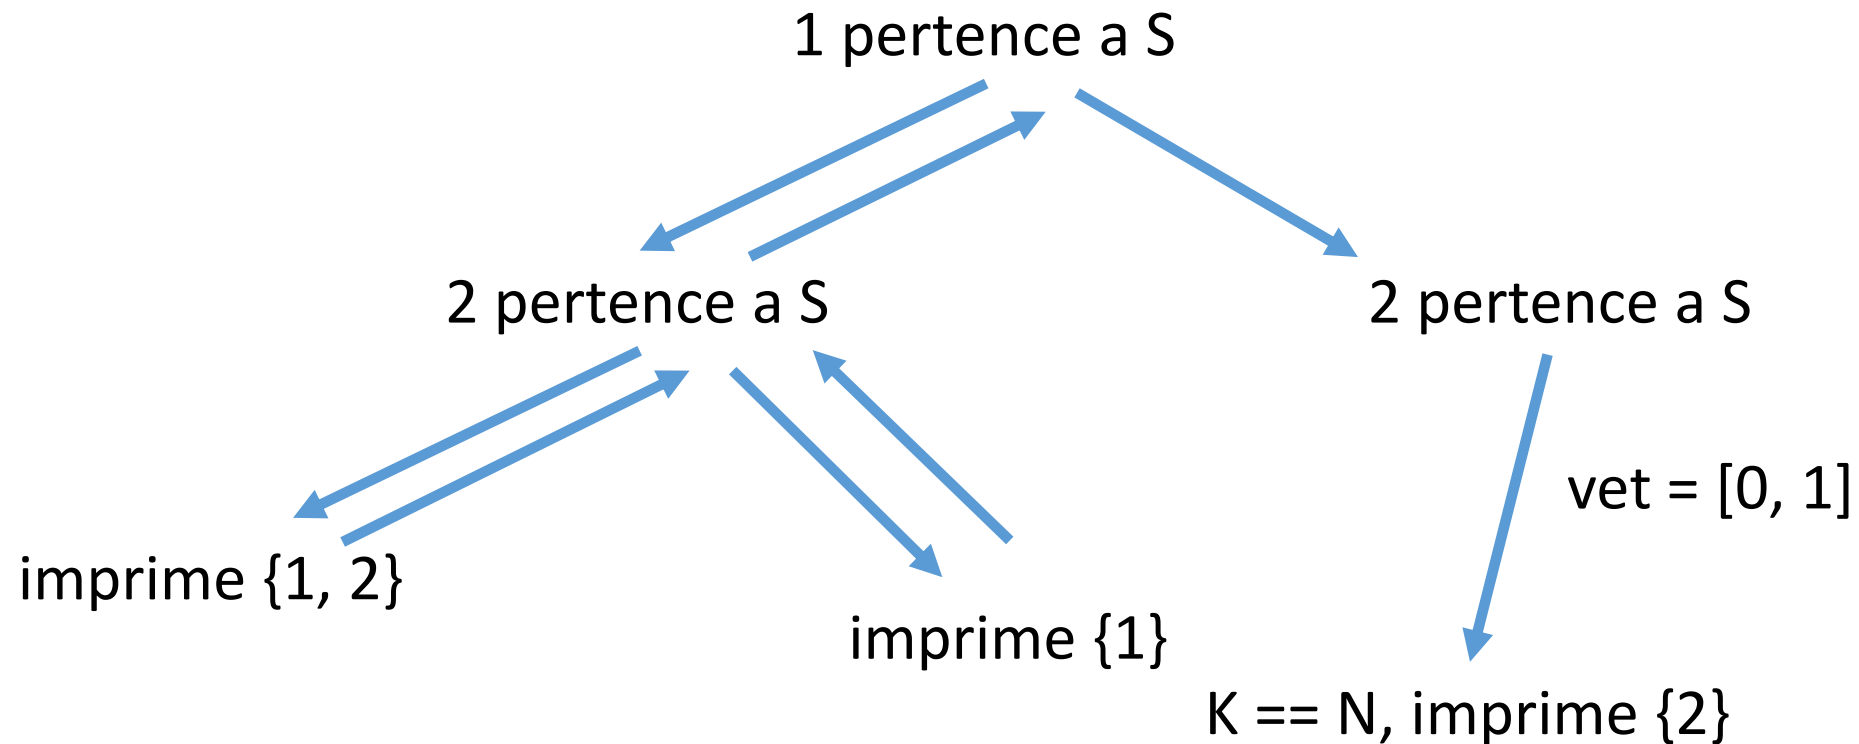 1 pertence a S
2 pertence a S
2 pertence a S
vet = [0, 1]
imprime {1, 2}
imprime {1}
K == N, imprime {2}